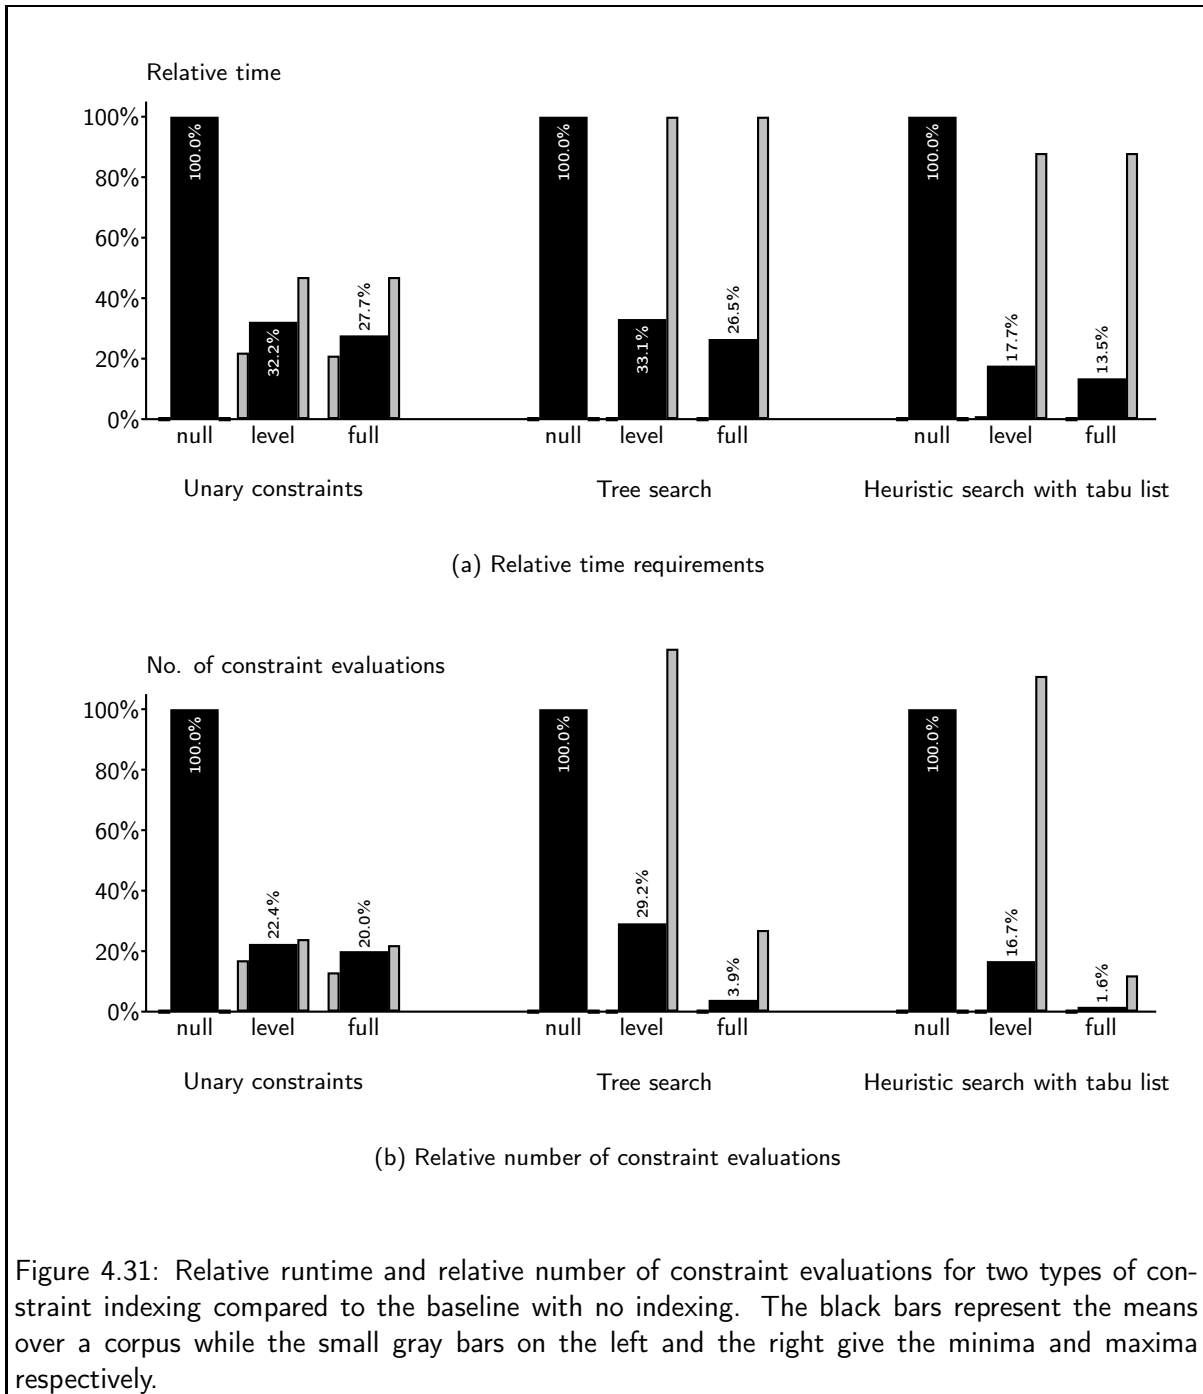 Relative time
100%
80%
60%
40%
20%
0%
100.0%
32.2%
27.7%
100.0%
33.1%
26.5%
100.0%
17.7%
13.5%
null level full null level full null level full
Unary constraints Tree search Heuristic search with tabu list
(a) Relative time requirements
No. of constraint evaluations
100%
80%
60%
40%
20%
0%
100.0%
22.4%
20.0%
100.0%
29.2%
3.9%
100.0%
16.7%
1.6%
null level full null level full null level full
Unary constraints Tree search Heuristic search with tabu list
(b) Relative number of constraint evaluations
Figure 4.31: Relative runtime and relative number of constraint evaluations for two types of con-
straint indexing compared to the baseline with no indexing. The black bars represent the means
over a corpus while the small gray bars on the left and the right give the minima and maxima
respectively.